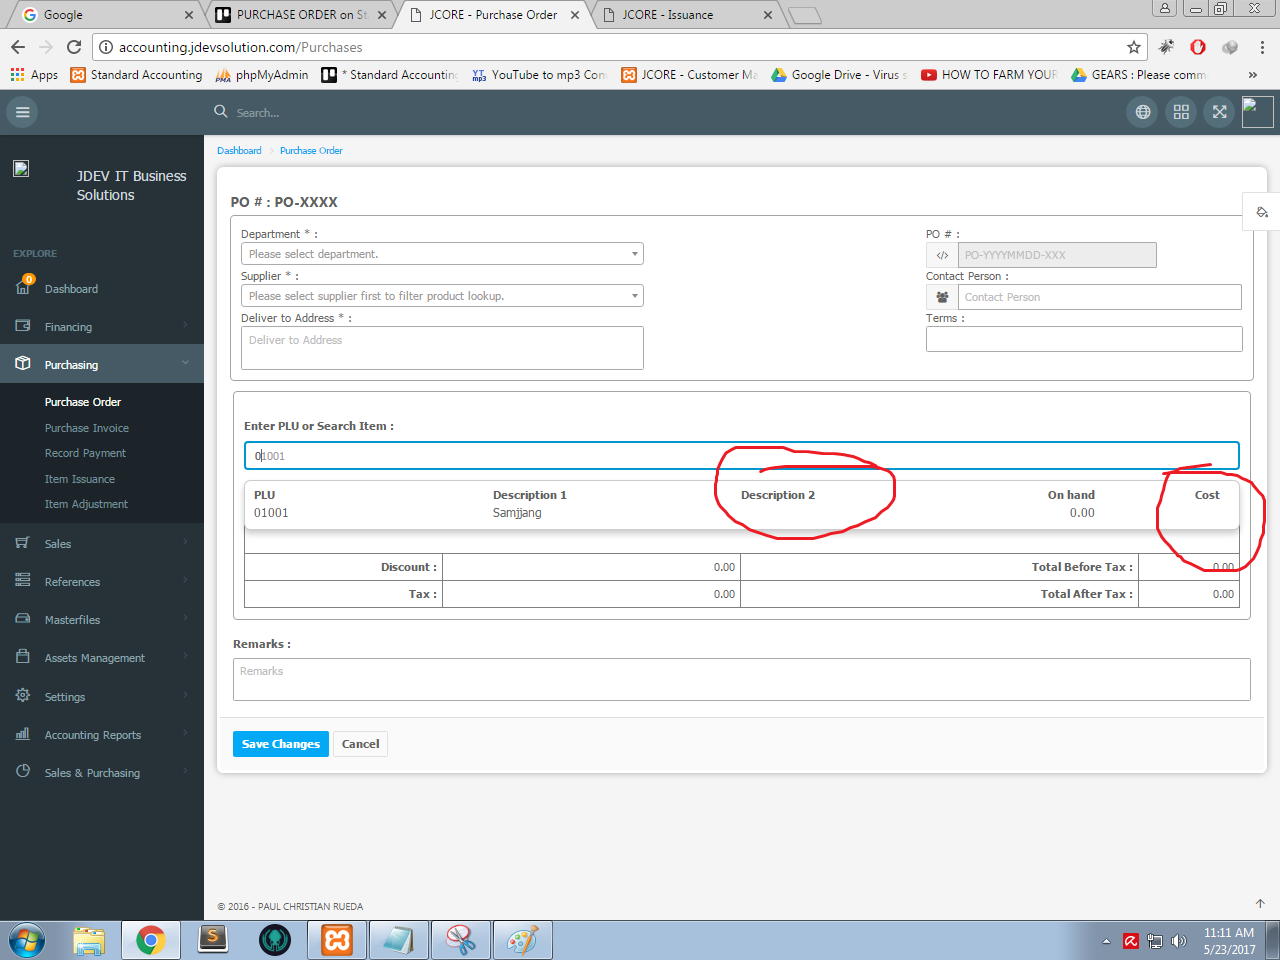 Google
PURCHASE ORDER on St
JCORE - Purchase Order
JCORE - Issuance
accounting.jdevsolution.com/Purchases
Apps
Standard Accounting
phpMyAdmin
* Standard Accounting
YouTube to mp3 Con
JCORE - Customer Ma
Google Drive - Virus s
HOW TO FARM YOUR
GEARS : Please comm
Search...
JDEV IT Business
Solutions
EXPLORE
0
Dashboard
Financing
Purchasing
Purchase Order
Purchase Invoice
Record Payment
Item Issuance
Item Adjustment
Sales
References
Masterfiles
Assets Management
Settings
Accounting Reports
Sales & Purchasing
Dashboard > Purchase Order
PO # : PO-XXXX
Department * :
Please select department.
Supplier * :
Please select supplier first to filter product lookup.
Deliver to Address * :
Deliver to Address
PO # :
</> PO-YYYYMMDD-XXX
Contact Person :
Contact Person
Terms :
Enter PLU or Search Item :
01001
PLU Description 1 Description 2 On hand Cost
01001 Samjjang 0.00
Discount : 0.00 Total Before Tax : 0.00
Tax : 0.00 Total After Tax : 0.00
Remarks :
Remarks
Save Changes Cancel
© 2016 - PAUL CHRISTIAN RUEDA
11:11 AM
5/23/2017